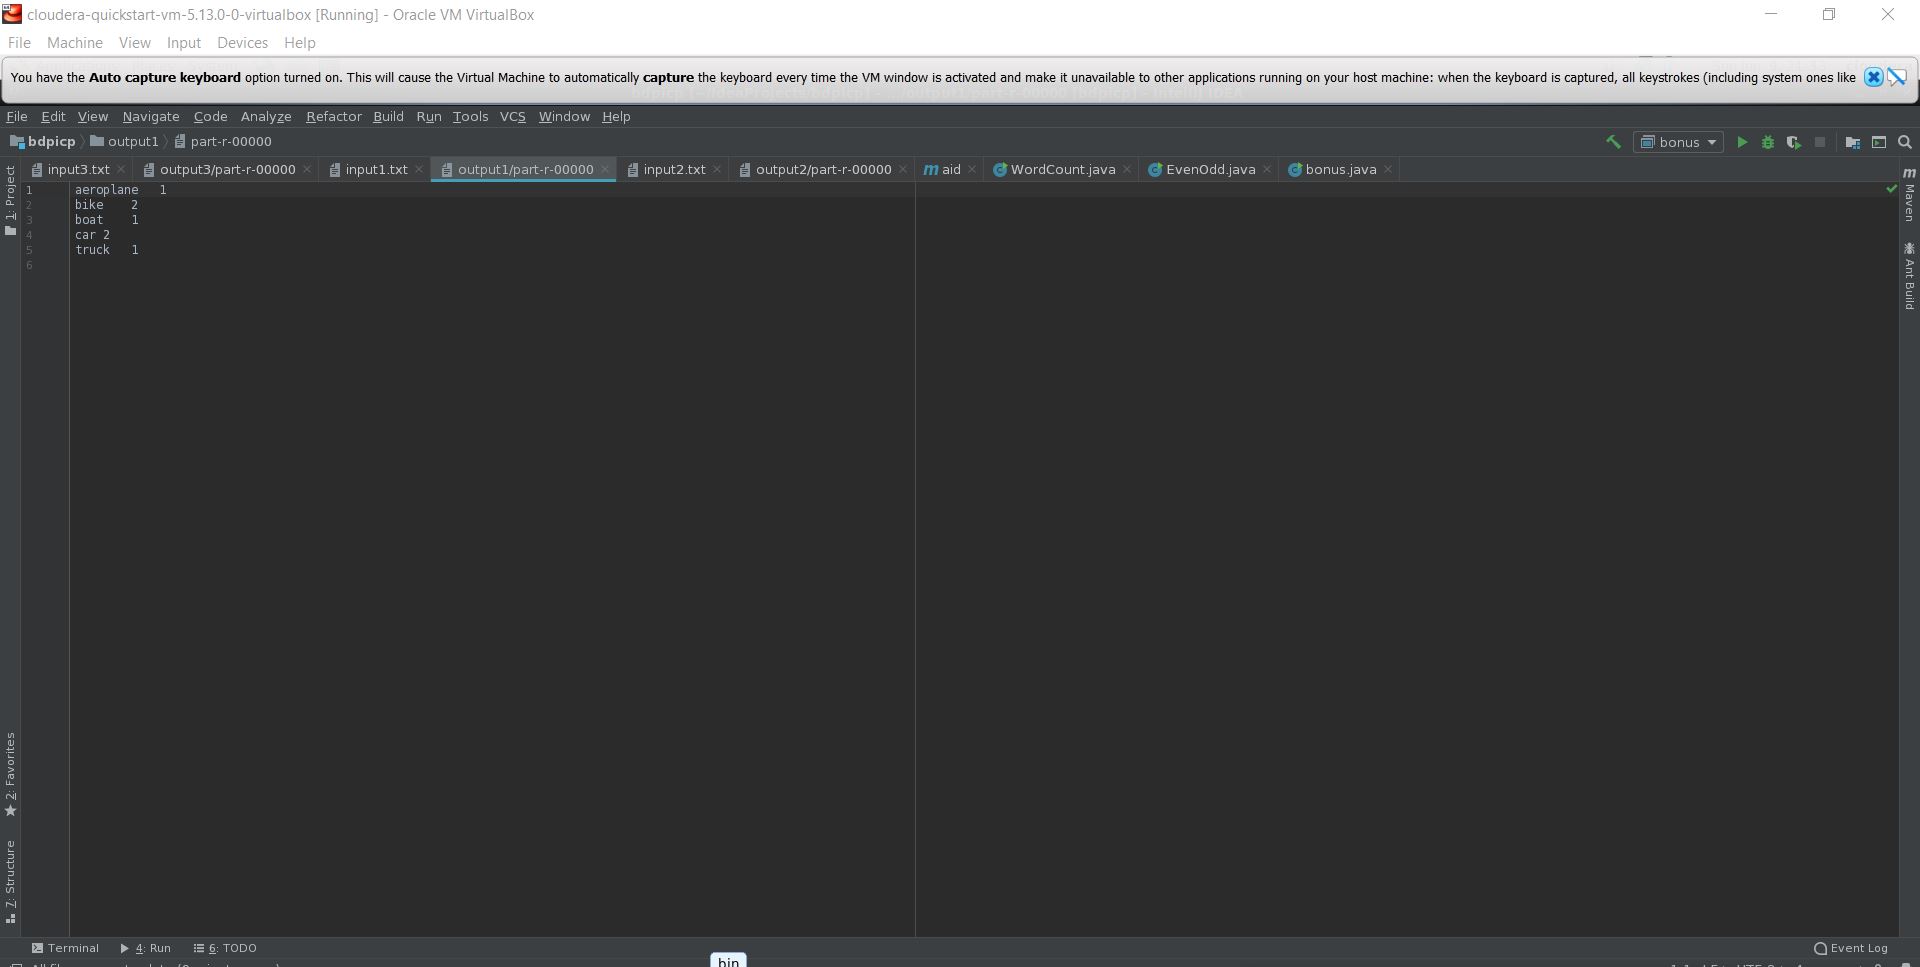 cloudera-quickstart-vm-5.13.0-0-virtualbox [Running] - Oracle VM VirtualBox
File Machine View Input Devices Help
You have the Auto capture keyboard option turned on. This will cause the Virtual Machine to automatically capture the keyboard every time the VM window is activated and make it unavailable to other applications running on your host machine: when the keyboard is captured, all keystrokes (including system ones like
File Edit View Navigate Code Analyze Refactor Build Run Tools VCS Window Help
bdpicp output1 part-r-00000
bonus
input3.txt output3/part-r-00000 input1.txt output1/part-r-00000 input2.txt output2/part-r-00000 m aid WordCount.java EvenOdd.java bonus.java
1 aeroplane 1
2 bike 2
3 boat 1
4 car 2
5 truck 1
6
1: Project
2: Favorites
7: Structure
m Maven
Ant Build
Terminal 4: Run 6: TODO
Event Log
bin